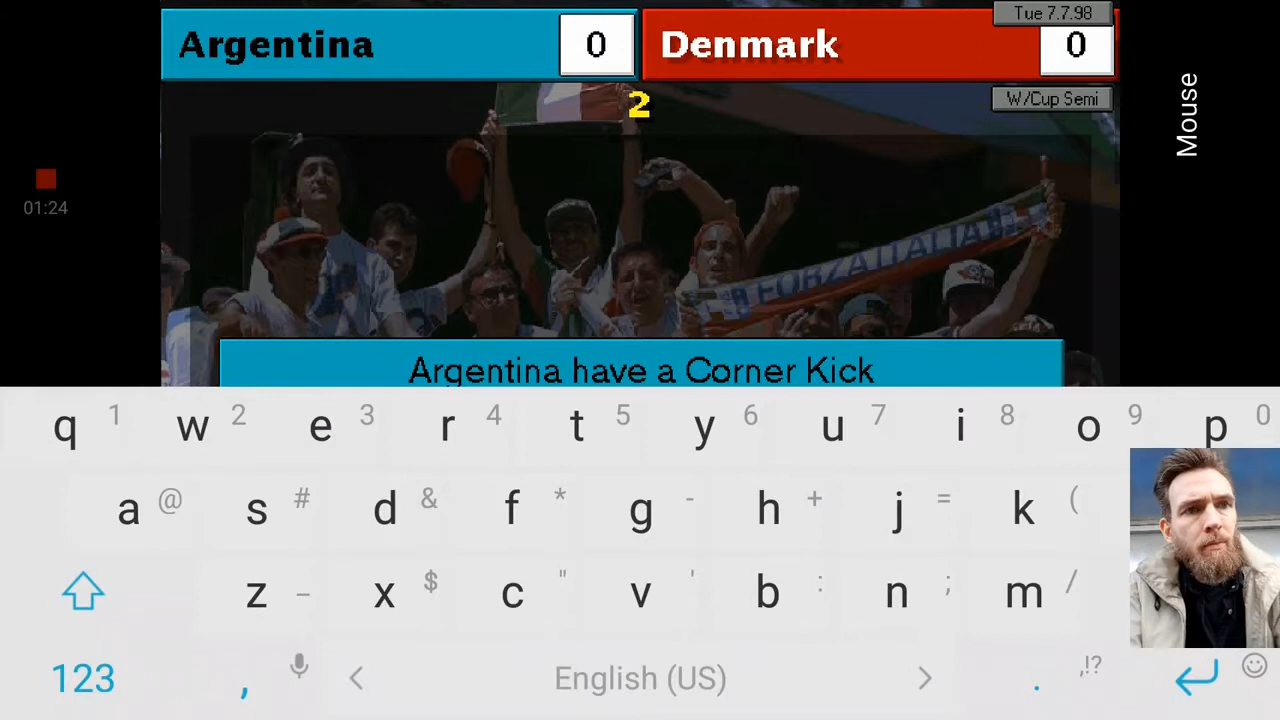 Tue 7.7.98
Argentina 0 Denmark 0
2
W/Cup Semi
Mouse
01:24
FORZA ITALIA
Argentina have a Corner Kick
q 1 w 2 e 3 r 4 t 5 y 6 u 7 i 8 o 9 p 0
a @ s # d & f * g - h + j = k (
z _ x $ c " v ' b : n ; m /
123 , < English (US) > . ,!?